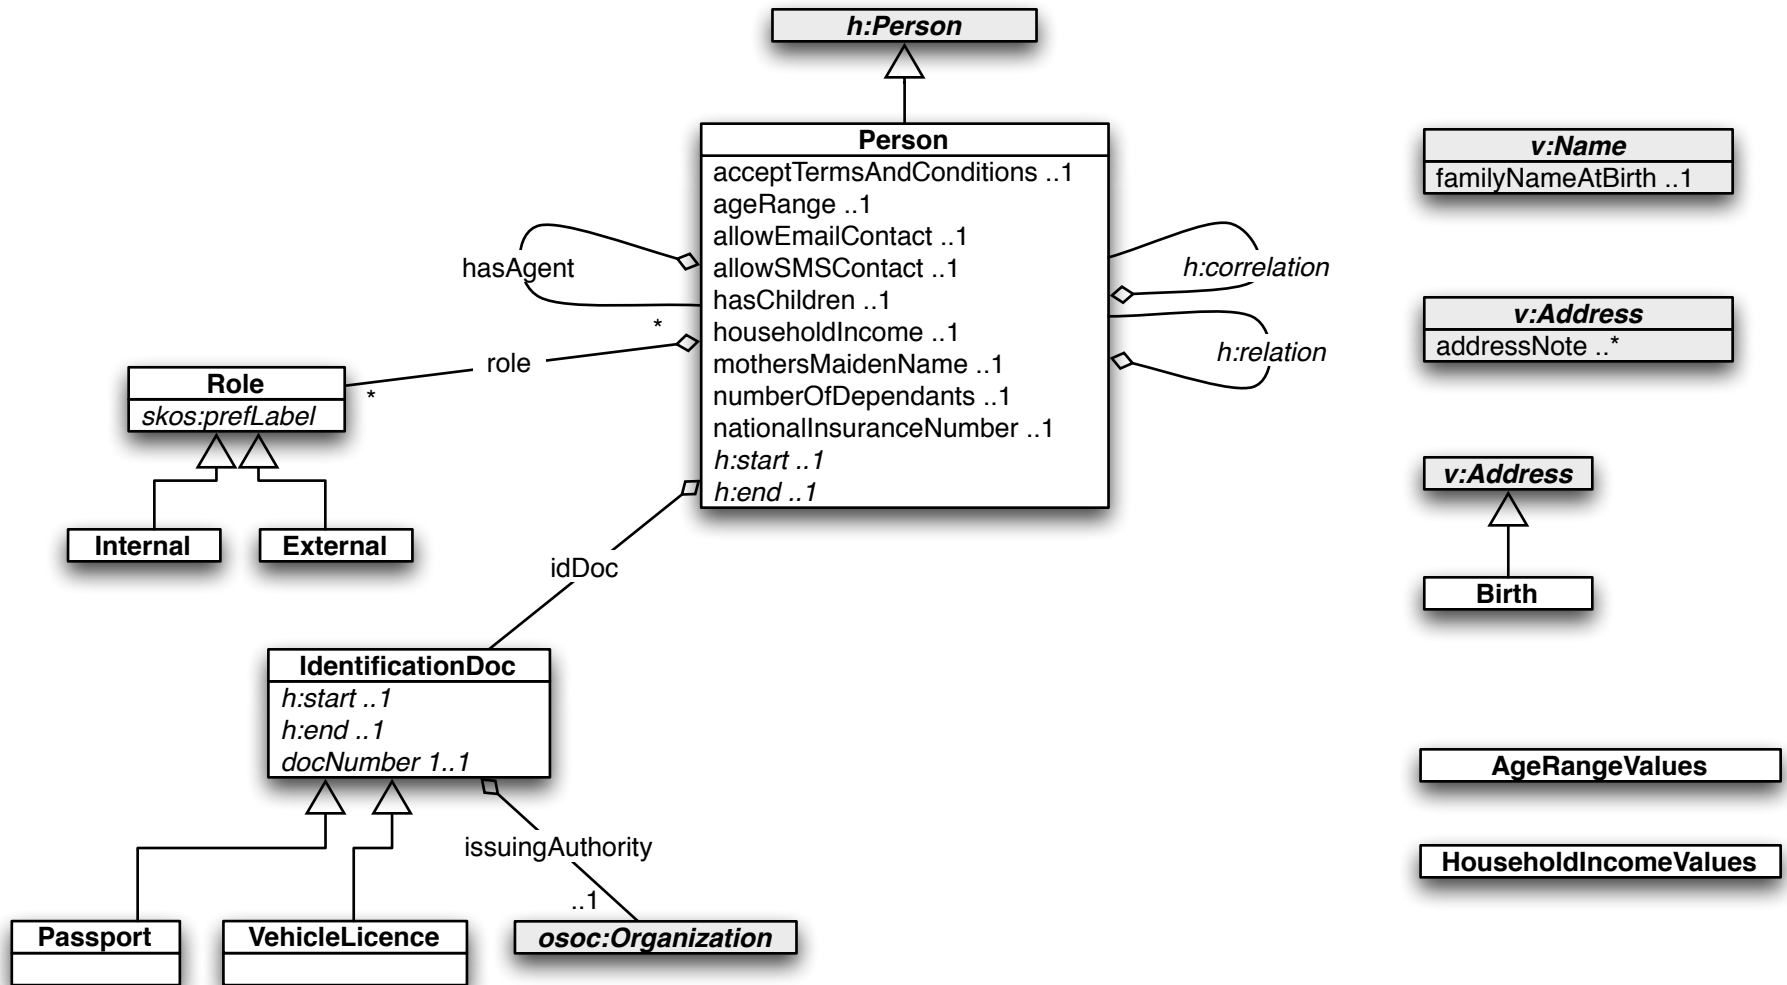 h:Person
Person
acceptTermsAndConditions ..1
ageRange ..1
allowEmailContact ..1
allowSMSContact ..1
hasChildren ..1
householdIncome ..1
mothersMaidenName ..1
numberOfDependants ..1
nationalInsuranceNumber ..1
h:start ..1
h:end ..1
hasAgent
*
role
*
h:correlation
h:relation
Role
skos:prefLabel
Internal
External
idDoc
IdentificationDoc
h:start ..1
h:end ..1
docNumber 1..1
issuingAuthority
..1
Passport
VehicleLicence
osoc:Organization
v:Name
familyNameAtBirth ..1
v:Address
addressNote ..*
v:Address
Birth
AgeRangeValues
HouseholdIncomeValues